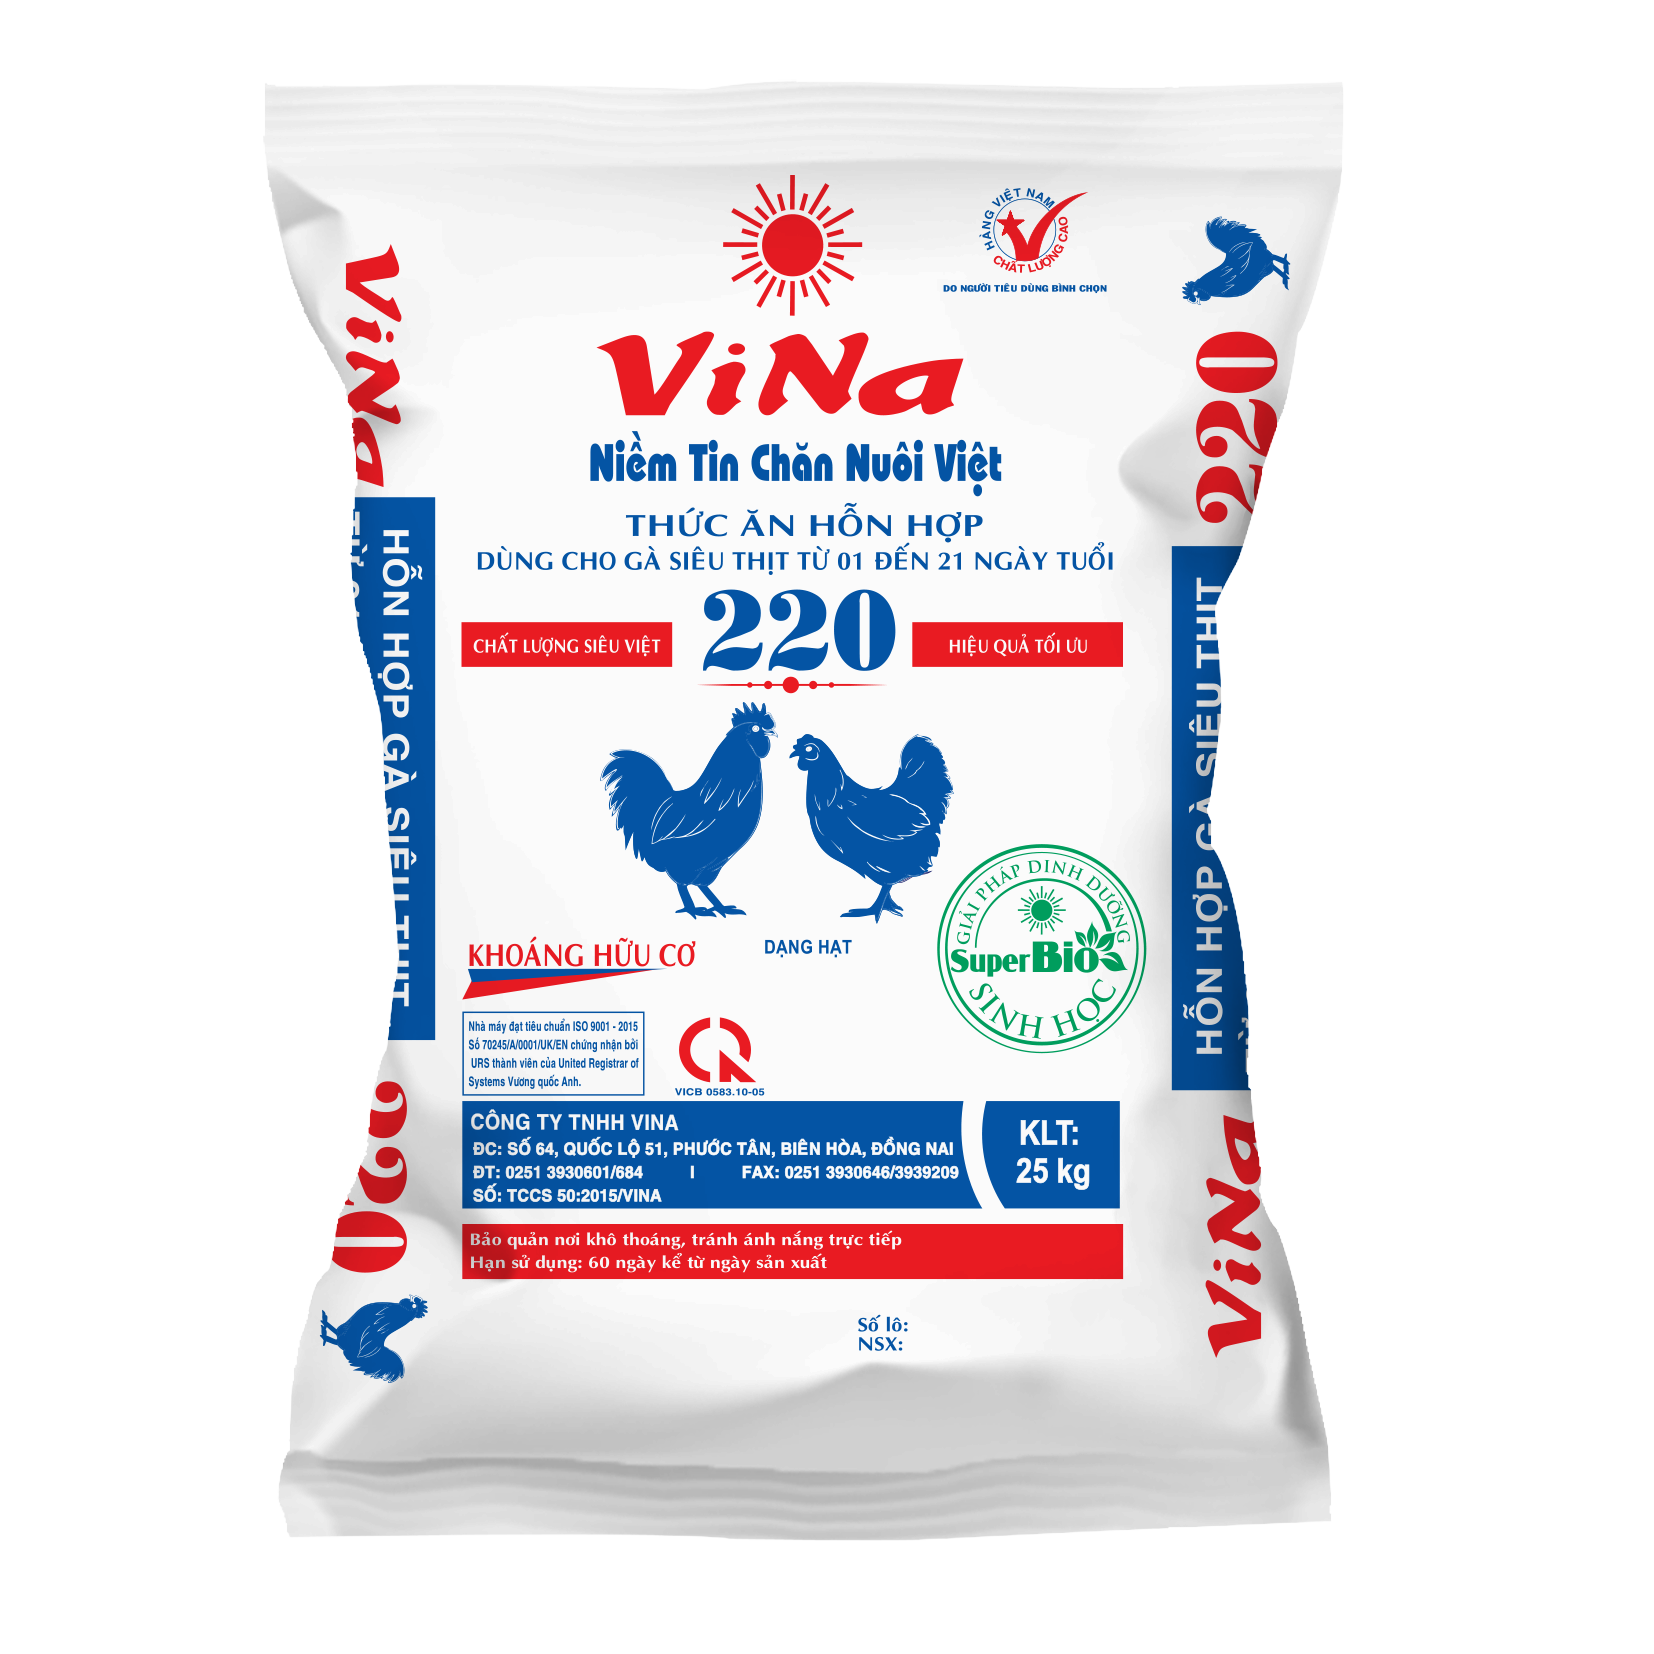 HÀNG VIỆT NAM
CHẤT LƯỢNG CAO
DO NGƯỜI TIÊU DÙNG BÌNH CHỌN
ViNa
Niềm Tin Chăn Nuôi Việt
THỨC ĂN HỖN HỢP
DÙNG CHO GÀ SIÊU THỊT TỪ 01 ĐẾN 21 NGÀY TUỔI
220
CHẤT LƯỢNG SIÊU VIỆT
HIỆU QUẢ TỐI ƯU
DẠNG HẠT
KHOÁNG HỮU CƠ
GIẢI PHÁP DINH DƯỠNG
SuperBio
SINH HỌC
Nhà máy đạt tiêu chuẩn ISO 9001 - 2015
Số 70245/A/0001/UK/EN chứng nhận bởi
URS thành viên của United Registrar of
Systems Vương quốc Anh.
VICB 0583.10-05
CÔNG TY TNHH VINA
ĐC: SỐ 64, QUỐC LỘ 51, PHƯỚC TÂN, BIÊN HÒA, ĐỒNG NAI
ĐT: 0251 3930601/684 I FAX: 0251 3930646/3939209
SỐ: TCCS 50:2015/VINA
KLT:
25 kg
Bảo quản nơi khô thoáng, tránh ánh nắng trực tiếp
Hạn sử dụng: 60 ngày kể từ ngày sản xuất
Số lô:
NSX:
ViNa
HỖN HỢP GÀ SIÊU THỊT
TỪ
220
220
HỖN HỢP GÀ SIÊU THỊT
ViNa